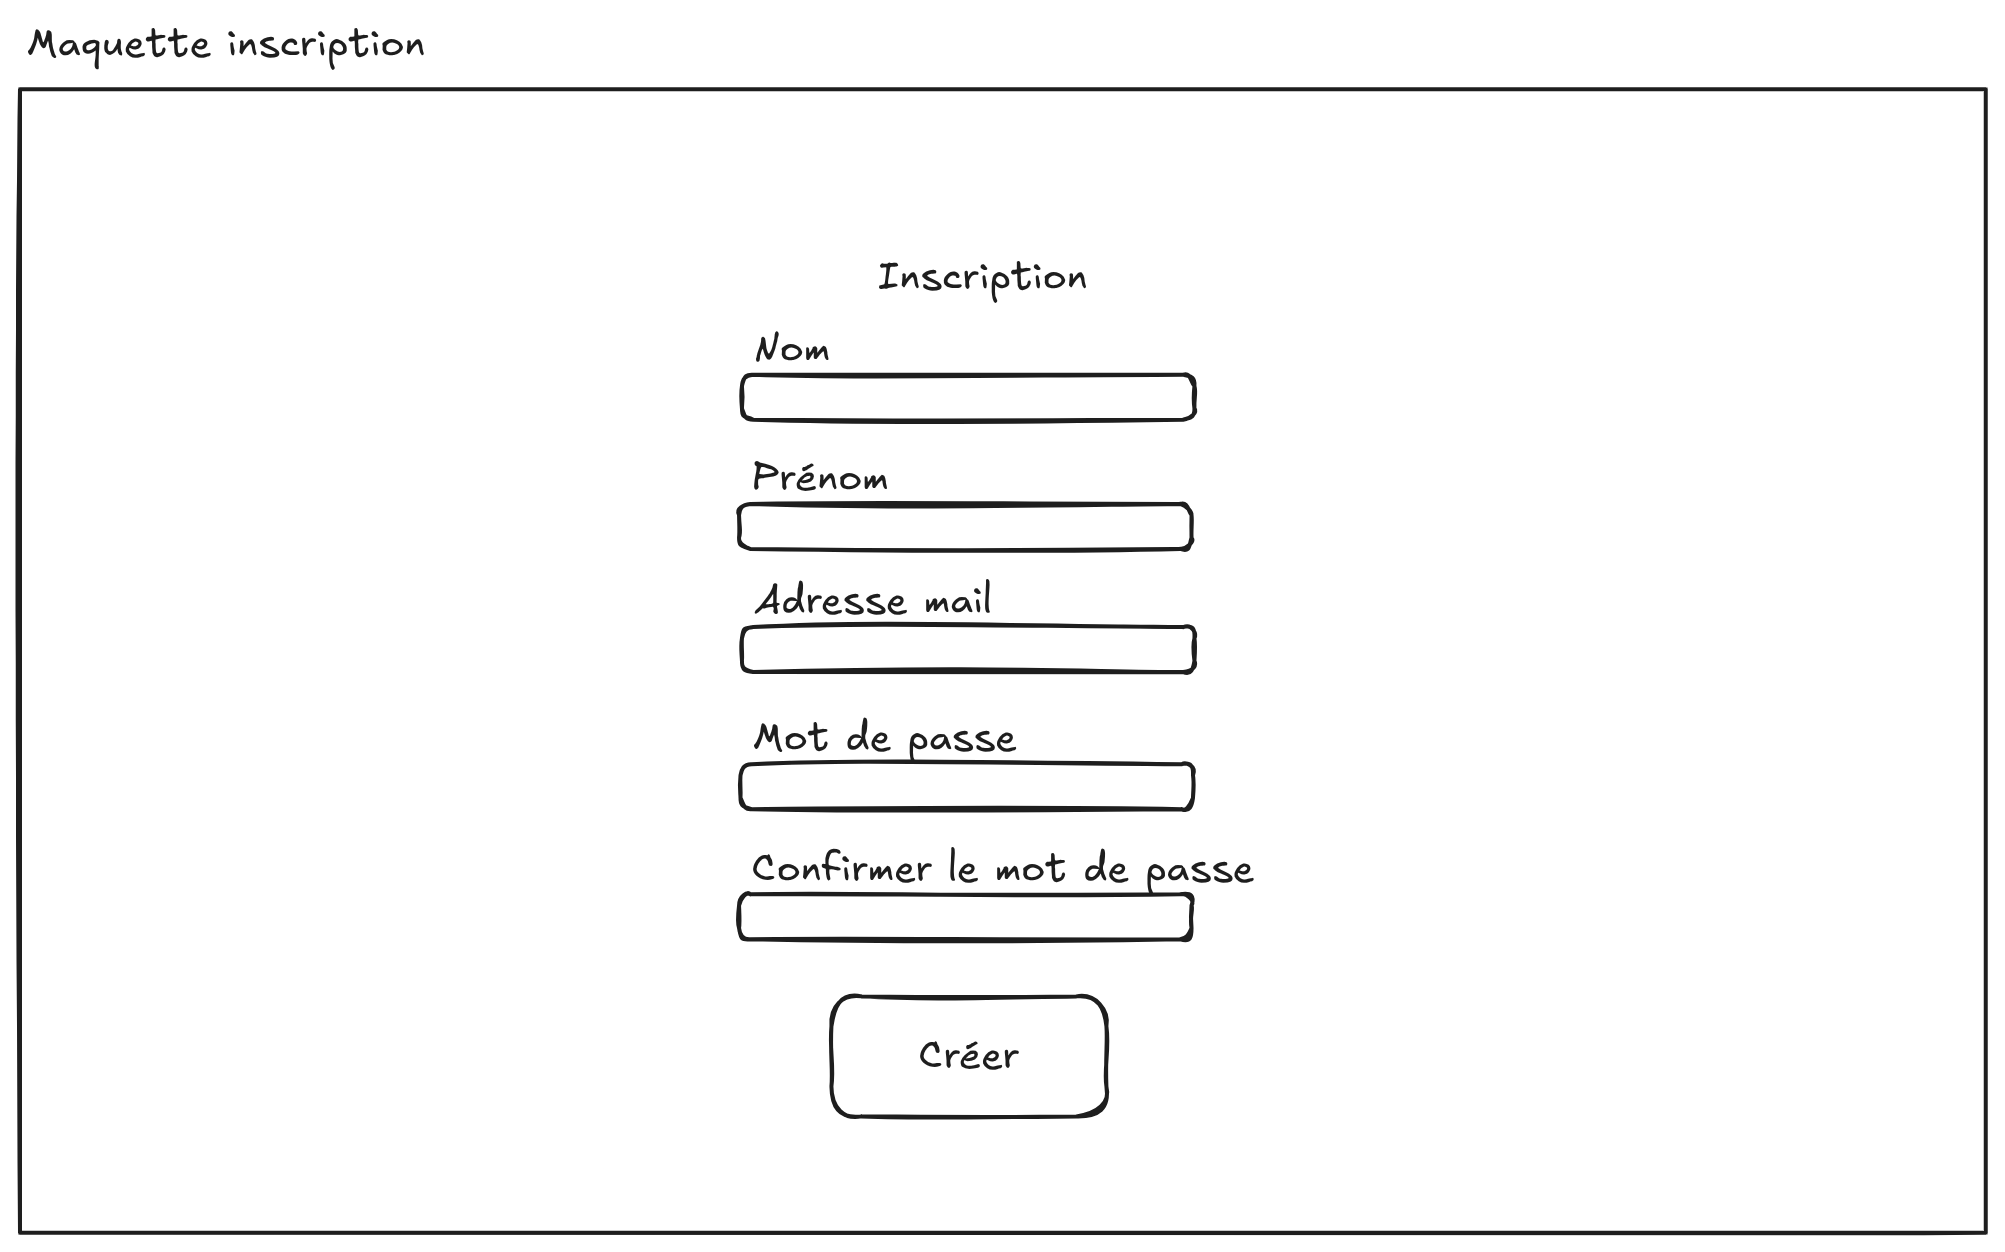 Maquette inscription
Inscription
Nom
Prénom
Adresse mail
Mot de passe
Confirmer le mot de passe
Créer